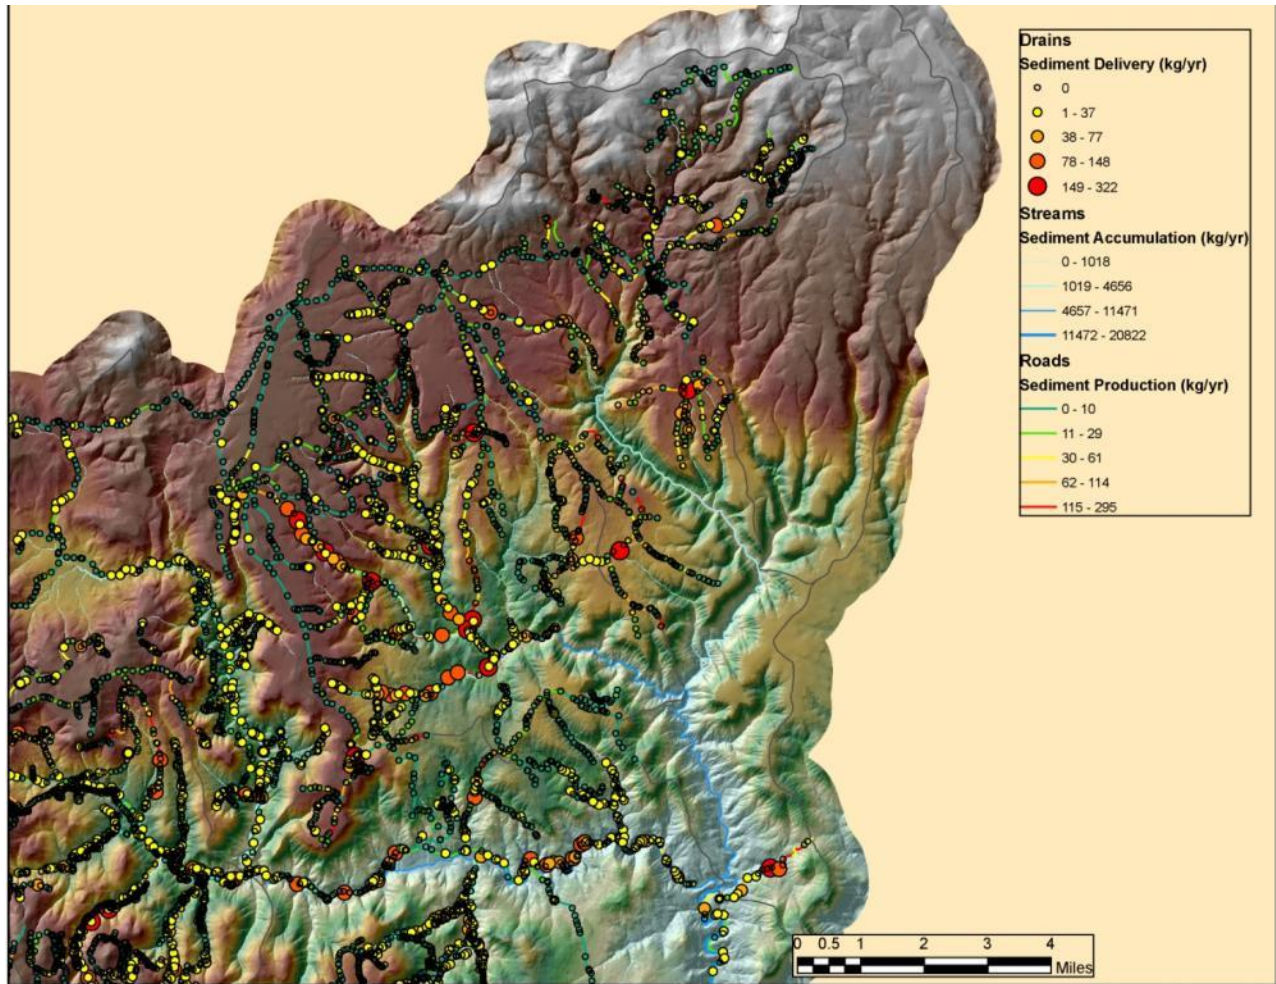 Drains
Sediment Delivery (kg/yr)
0
1 - 37
38 - 77
78 - 148
149 - 322
Streams
Sediment Accumulation (kg/yr)
0 - 1018
1019 - 4656
4657 - 11471
11472 - 20822
Roads
Sediment Production (kg/yr)
0 - 10
11 - 29
30 - 61
62 - 114
115 - 295
0 0.5 1 2 3 4
Miles